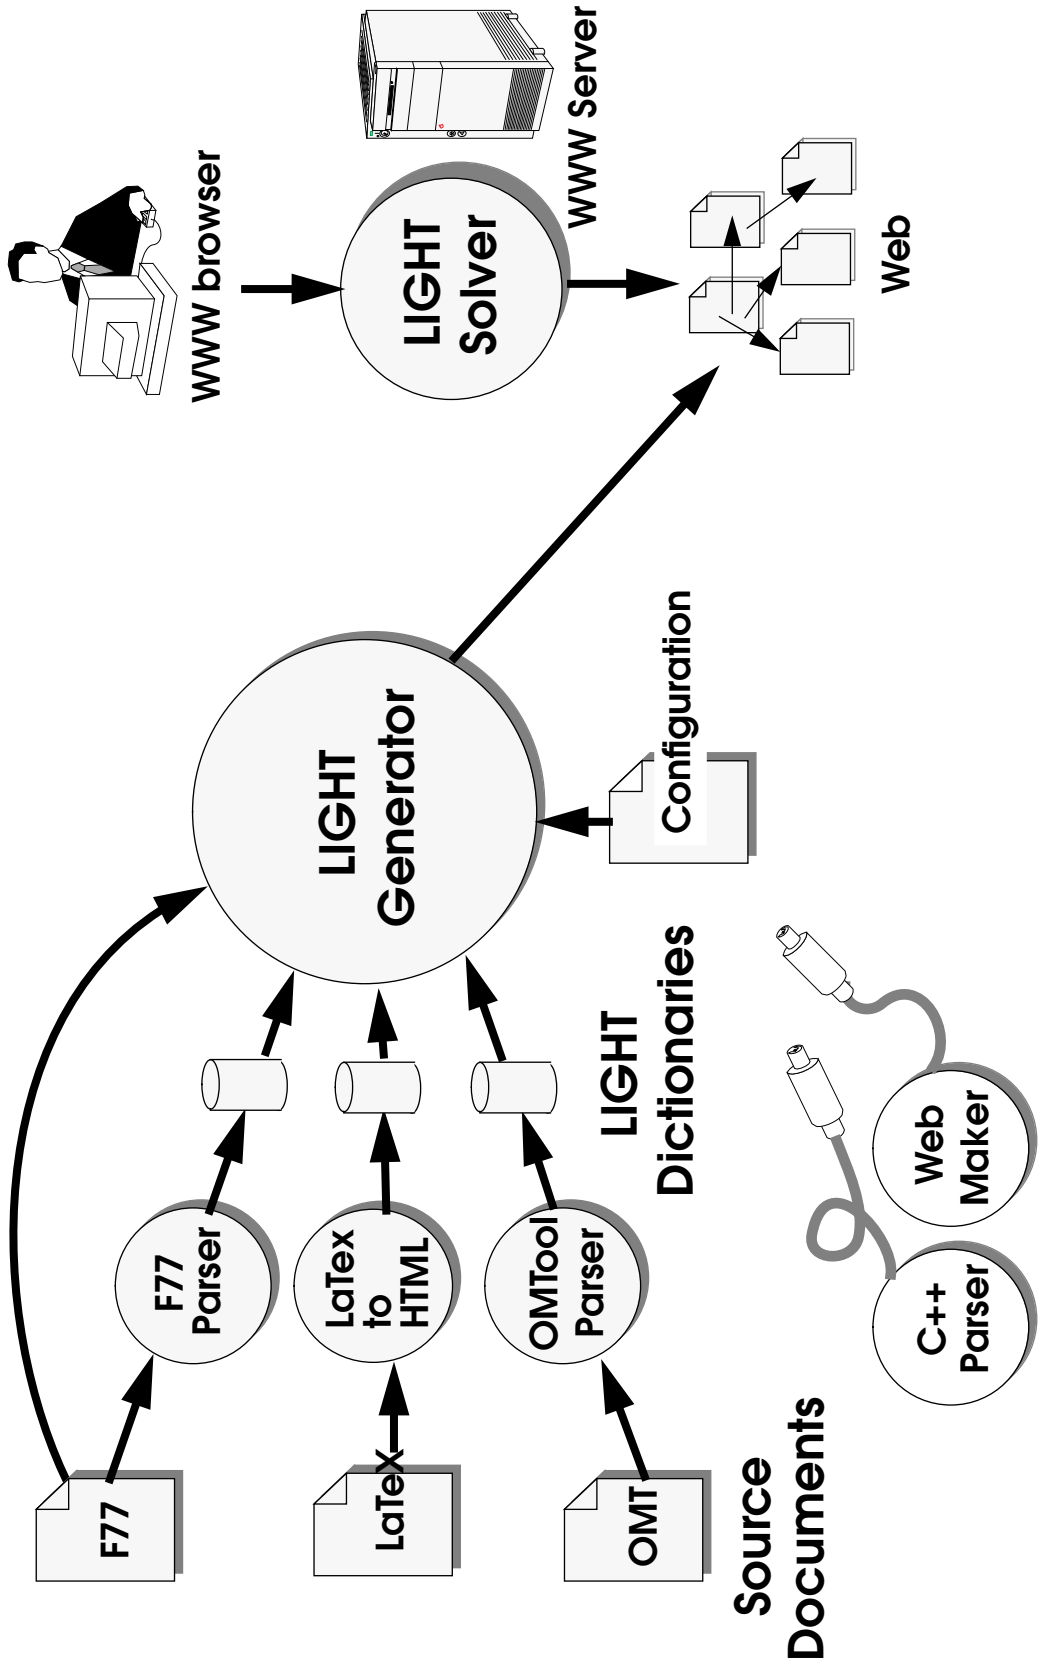 F77
LaTeX
OMT
Source
Documents
F77
Parser
LaTex
to
HTML
OMTool
Parser
LIGHT
Dictionaries
C++
Parser
Web
Maker
LIGHT
Generator
Configuration
WWW browser
LIGHT
Solver
WWW Server
Web